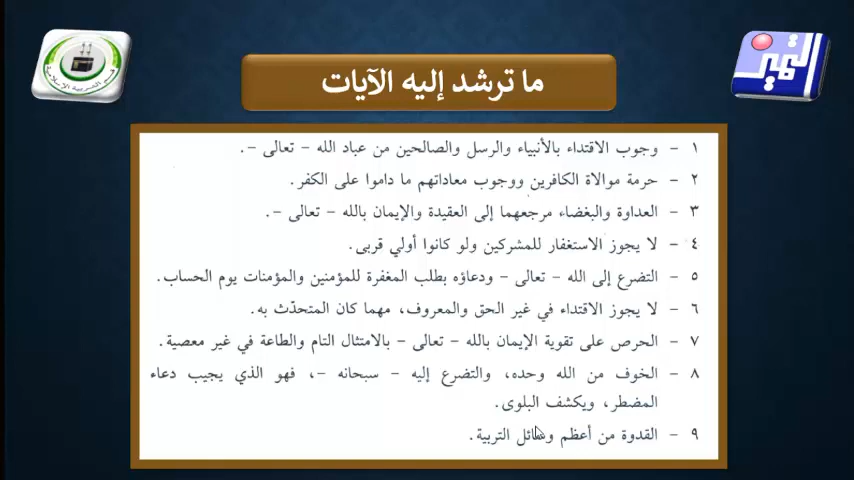 التميز
قسم التربية الإسلامية
ما ترشد إليه الآيات
١ - وجوب الاقتداء بالأنبياء والرسل والصالحين من عباد الله - تعالى -.
٢ - حرمة موالاة الكافرين ووجوب معاداتهم ما داموا على الكفر.
٣ - العداوة والبغضاء مرجعهما إلى العقيدة والإيمان بالله - تعالى -.
٤ - لا يجوز الاستغفار للمشركين ولو كانوا أولي قربى.
٥ - التضرع إلى الله - تعالى - ودعاؤه بطلب المغفرة للمؤمنين والمؤمنات يوم الحساب.
٦ - لا يجوز الاقتداء في غير الحق والمعروف، مهما كان المتحدّث به.
٧ - الحرص على تقوية الإيمان بالله - تعالى - بالامتثال التام والطاعة في غير معصية.
٨ - الخوف من الله وحده، والتضرع إليه - سبحانه -، فهو الذي يجيب دعاء
المضطر، ويكشف البلوى.
٩ - القدوة من أعظم وسائل التربية.